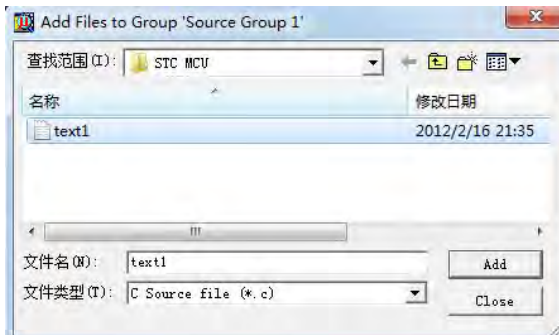 Add Files to Group 'Source Group 1'
查找范围(I): STC MCU
名称 修改日期
text1 2012/2/16 21:35
文件名(N): text1 Add
文件类型(T): C Source file (*.c) Close